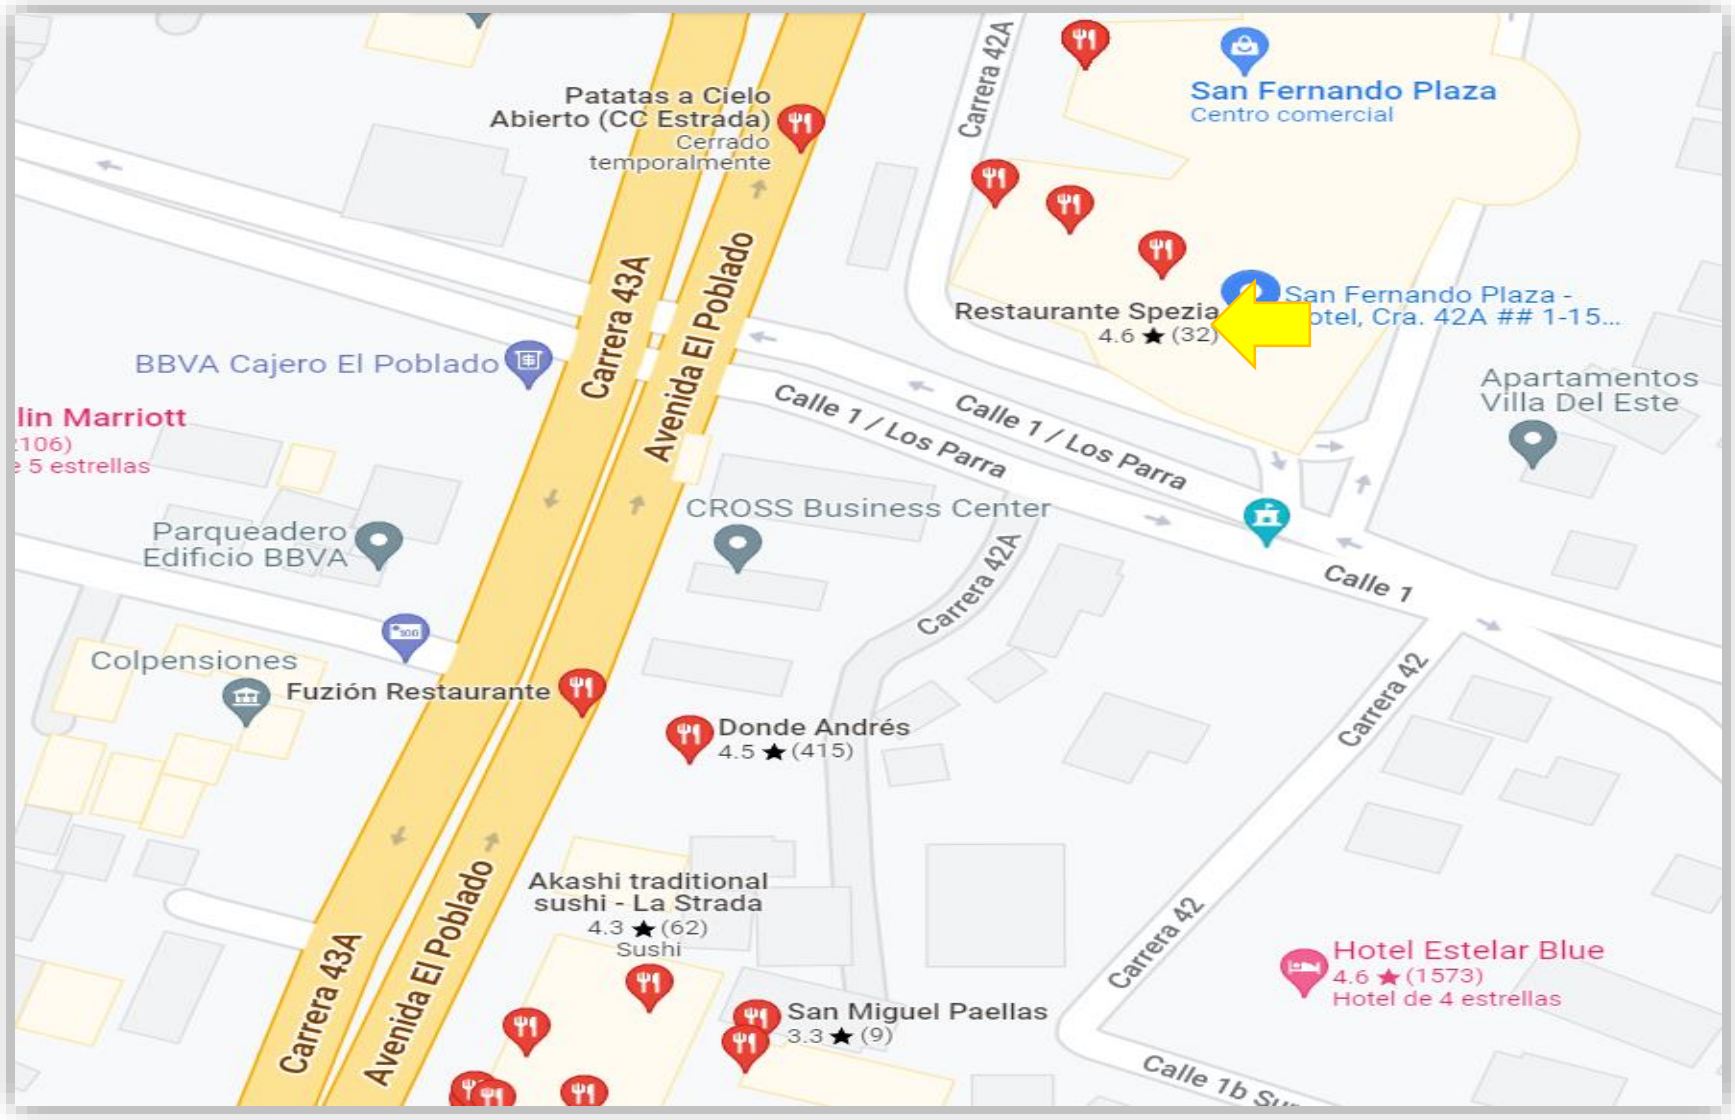 Carrera 42A
San Fernando Plaza
Centro comercial
Patatas a Cielo
Abierto (CC Estrada)
Cerrado
temporalmente
Carrera 43A
Avenida El Poblado
San Fernando Plaza -
otel, Cra. 42A ## 1-15...
Restaurante Spezia
4.6 ★ (32)
BBVA Cajero El Poblado
Calle 1 / Los Parra
Calle 1 / Los Parra
Apartamentos
Villa Del Este
lin Marriott
2106)
e 5 estrellas
CROSS Business Center
Parqueadero
Edificio BBVA
Carrera 42A
Calle 1
Colpensiones
Fuzión Restaurante
Carrera 42
Donde Andrés
4.5 ★ (415)
Akashi traditional
sushi - La Strada
4.3 ★ (62)
Sushi
Carrera 43A
Avenida El Poblado
Carrera 42
Hotel Estelar Blue
4.6 ★ (1573)
Hotel de 4 estrellas
San Miguel Paellas
3.3 ★ (9)
Calle 1b Sur